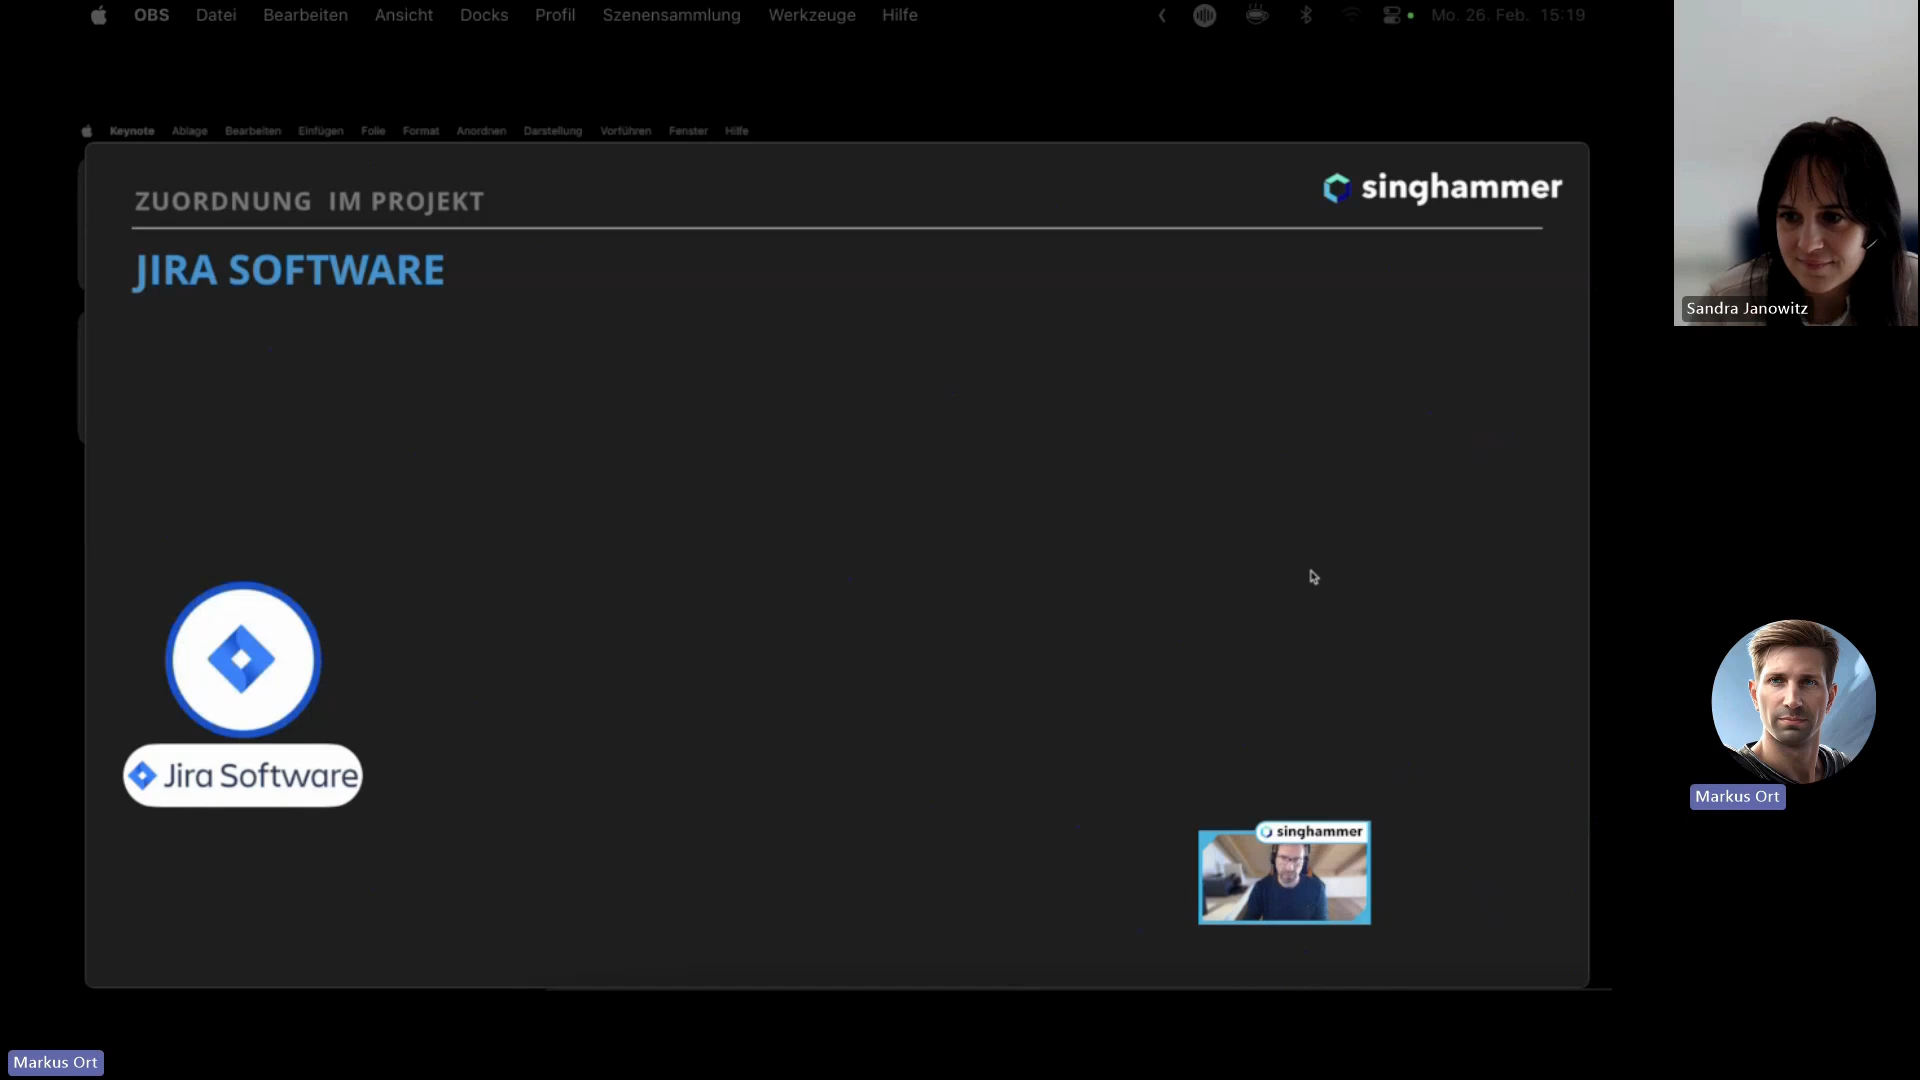 OBS Datei Bearbeiten Ansicht Docks Profil Szenensammlung Werkzeuge Hilfe Mo. 26. Feb. 15:19
Keynote Ablage Bearbeiten Einfügen Folie Format Anordnen Darstellung Vorführen Fenster Hilfe
ZUORDNUNG IM PROJEKT
singhammer
JIRA SOFTWARE
Sandra Janowitz
Jira Software
Markus Ort
singhammer
Markus Ort